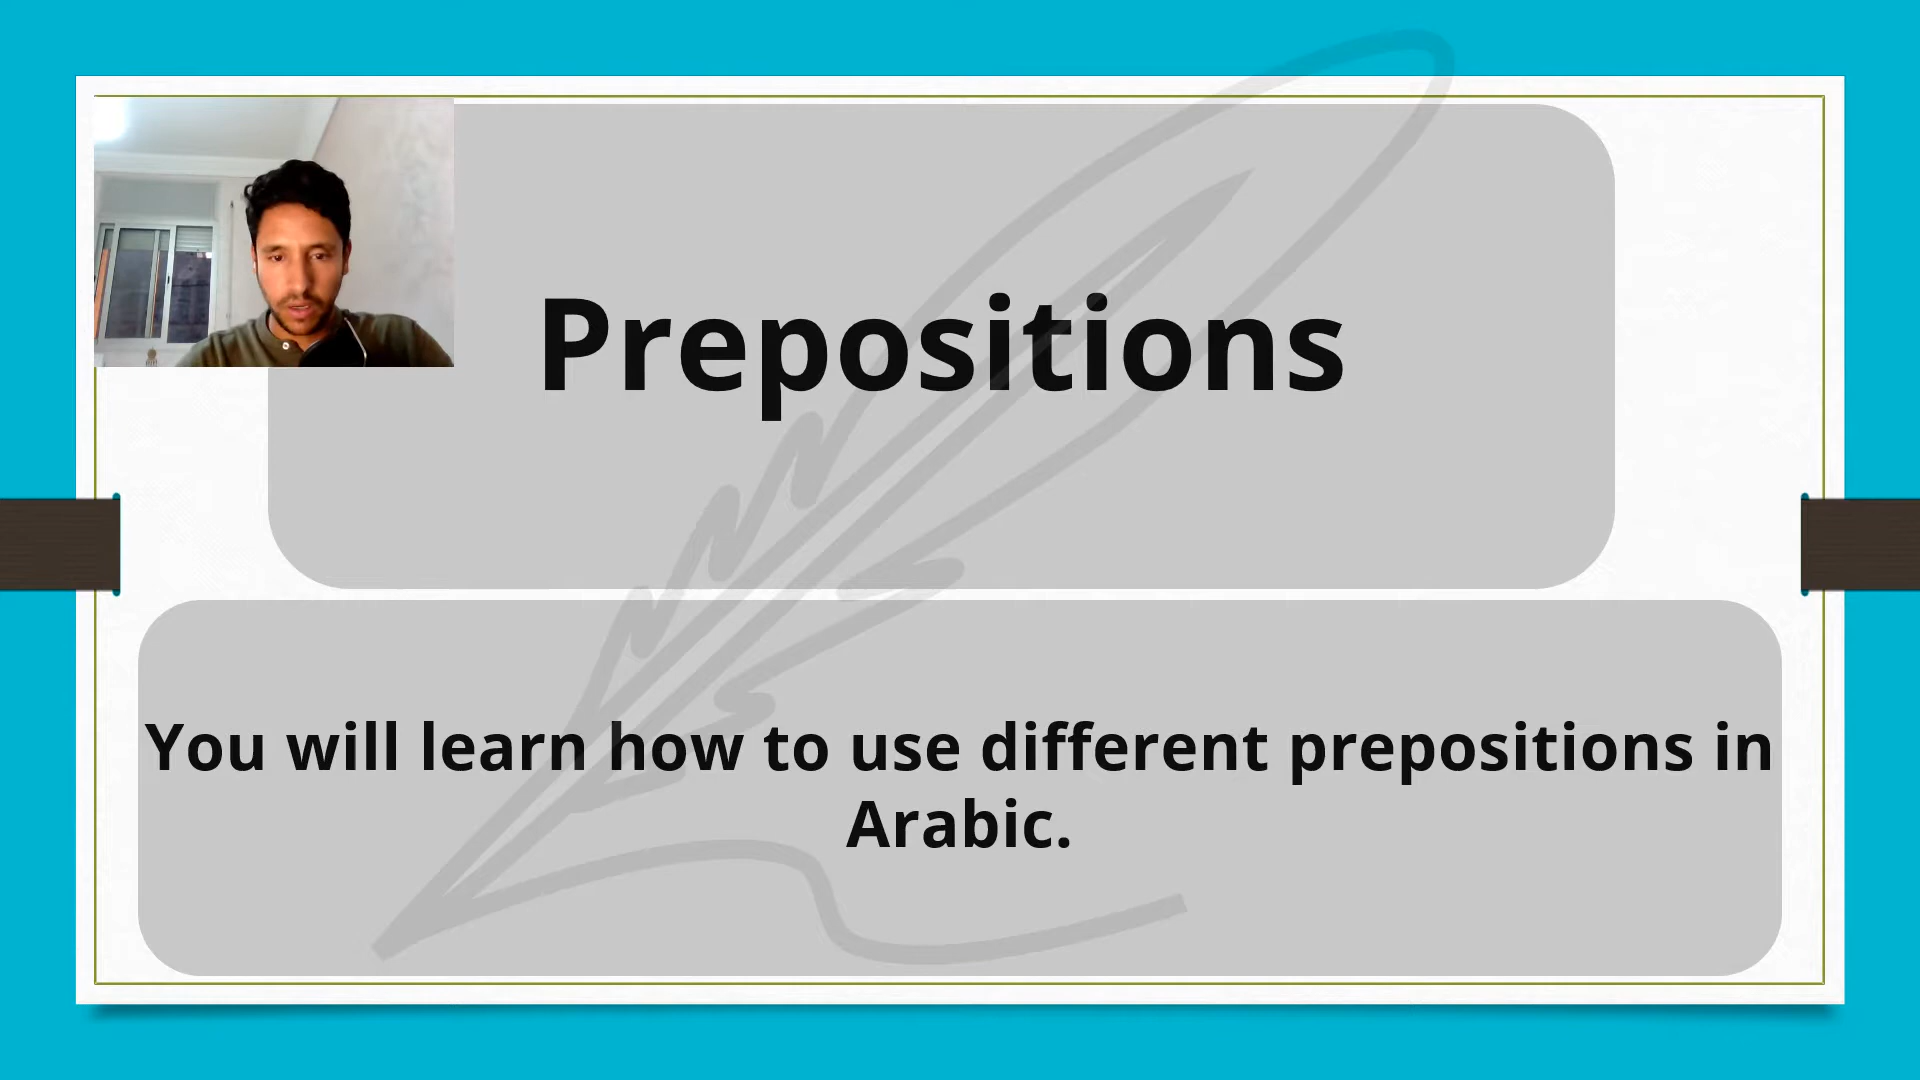 Prepositions
You will learn how to use different prepositions in
Arabic.